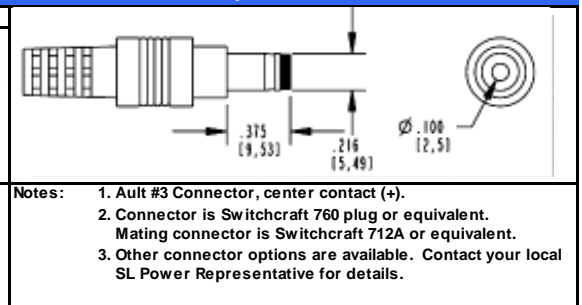 .375
[9,53]
.216
[5,49]
Ø.100
[2,5]
Notes: 1. Ault #3 Connector, center contact (+).
2. Connector is Switchcraft 760 plug or equivalent.
Mating connector is Switchcraft 712A or equivalent.
3. Other connector options are available. Contact your local
SL Power Representative for details.